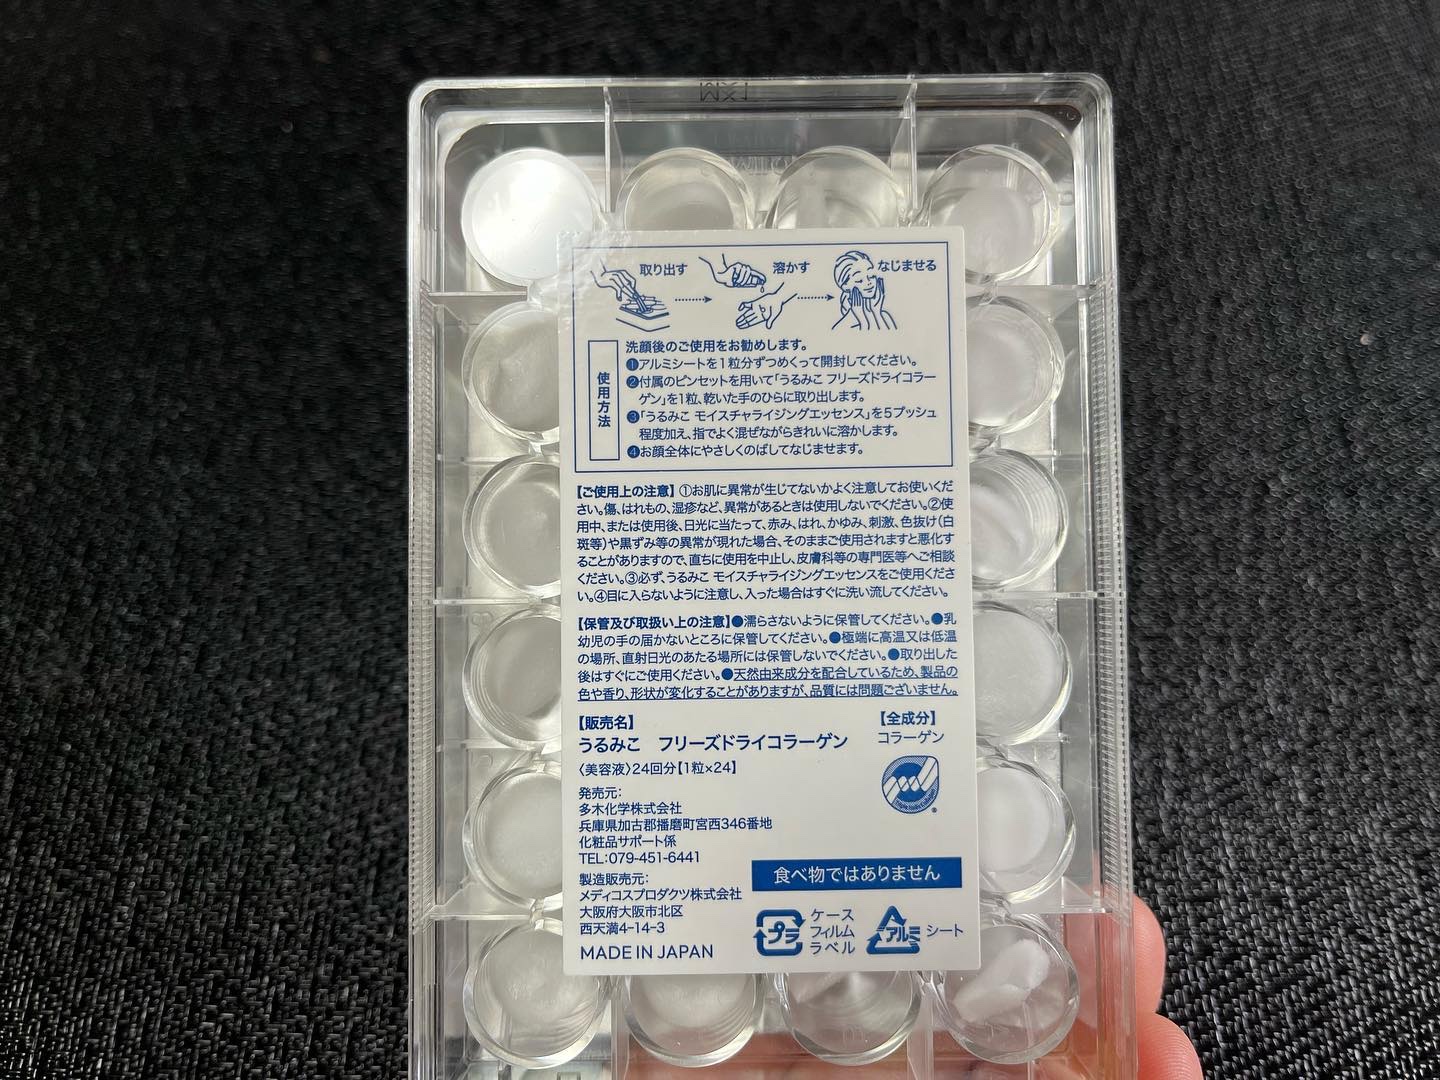 取り出す
溶かす
なじませる
使用方法
洗顔後のご使用をお勧めします。
❶アルミシートを1粒分ずつめくって開封してください。
❷付属のピンセットを用いて「うるみこ フリーズドライコラー
ゲン」を1粒、乾いた手のひらに取り出します。
❸「うるみこ モイスチャライジングエッセンス」を5プッシュ
程度加え、指でよく混ぜながらきれいに溶かします。
❹お顔全体にやさしくのばしてなじませます。
【ご使用上の注意】①お肌に異常が生じてないかよく注意してお使いくだ
さい。傷、はれもの、湿疹など、異常があるときは使用しないでください。②使
用中、または使用後、日光に当たって、赤み、はれ、かゆみ、刺激、色抜け(白
斑等)や黒ずみ等の異常が現れた場合、そのままご使用されますと悪化す
ることがありますので、直ちに使用を中止し、皮膚科等の専門医等へご相談
ください。③必ず、うるみこ モイスチャライジングエッセンスをご使用くださ
い。④目に入らないように注意し、入った場合はすぐに洗い流してください。
【保管及び取扱い上の注意】●濡らさないように保管してください。●乳
幼児の手の届かないところに保管してください。●極端に高温又は低温
の場所、直射日光のあたる場所には保管しないでください。●取り出した
後はすぐにご使用ください。●天然由来成分を配合しているため、製品の
色や香り、形状が変化することがありますが、品質には問題ございません。
【販売名】
うるみこ フリーズドライコラーゲン
〈美容液〉24回分【1粒×24】
【全成分】
コラーゲン
発売元:
多木化学株式会社
兵庫県加古郡播磨町宮西346番地
化粧品サポート係
TEL:079-451-6441
製造販売元:
メディコスプロダクツ株式会社
大阪府大阪市北区
西天満4-14-3
MADE IN JAPAN
食べ物ではありません
プラ
ケース
フィルム
ラベル
アルミ
シート